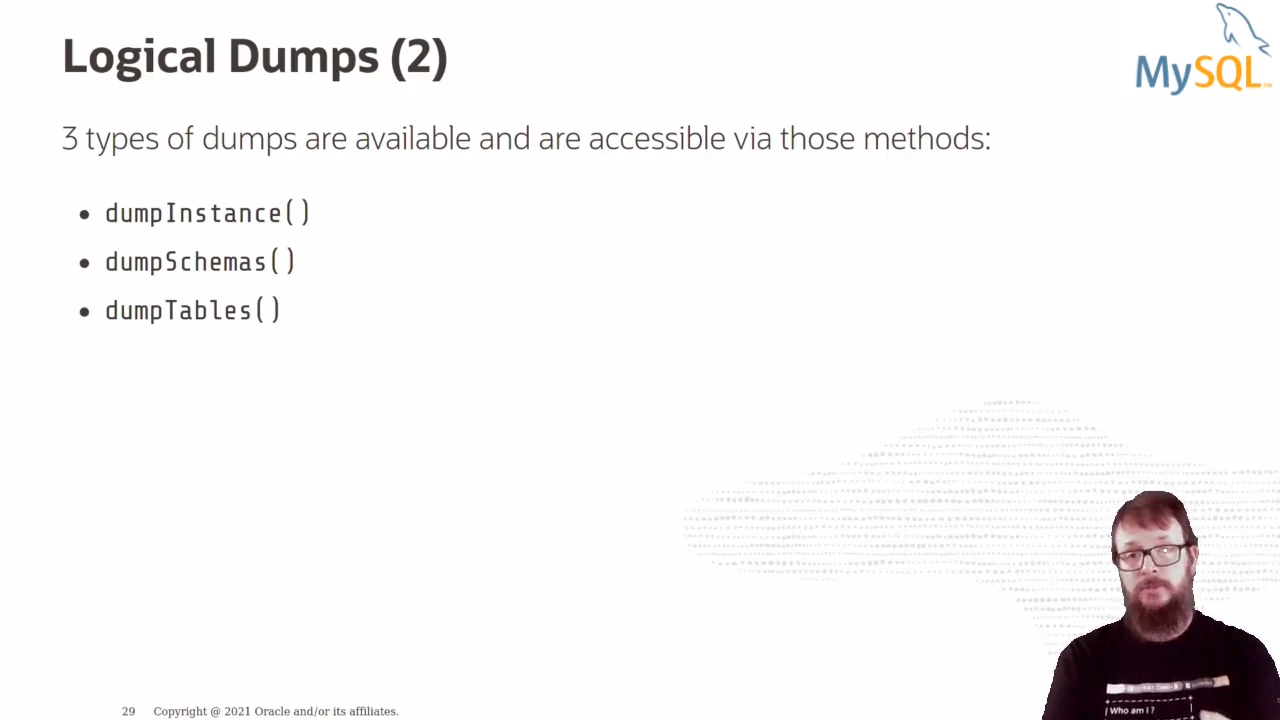 Logical Dumps (2)
MySQL™
3 types of dumps are available and are accessible via those methods:
• dumpInstance()
• dumpSchemas()
• dumpTables()
Who am I ?
29 Copyright @ 2021 Oracle and/or its affiliates.